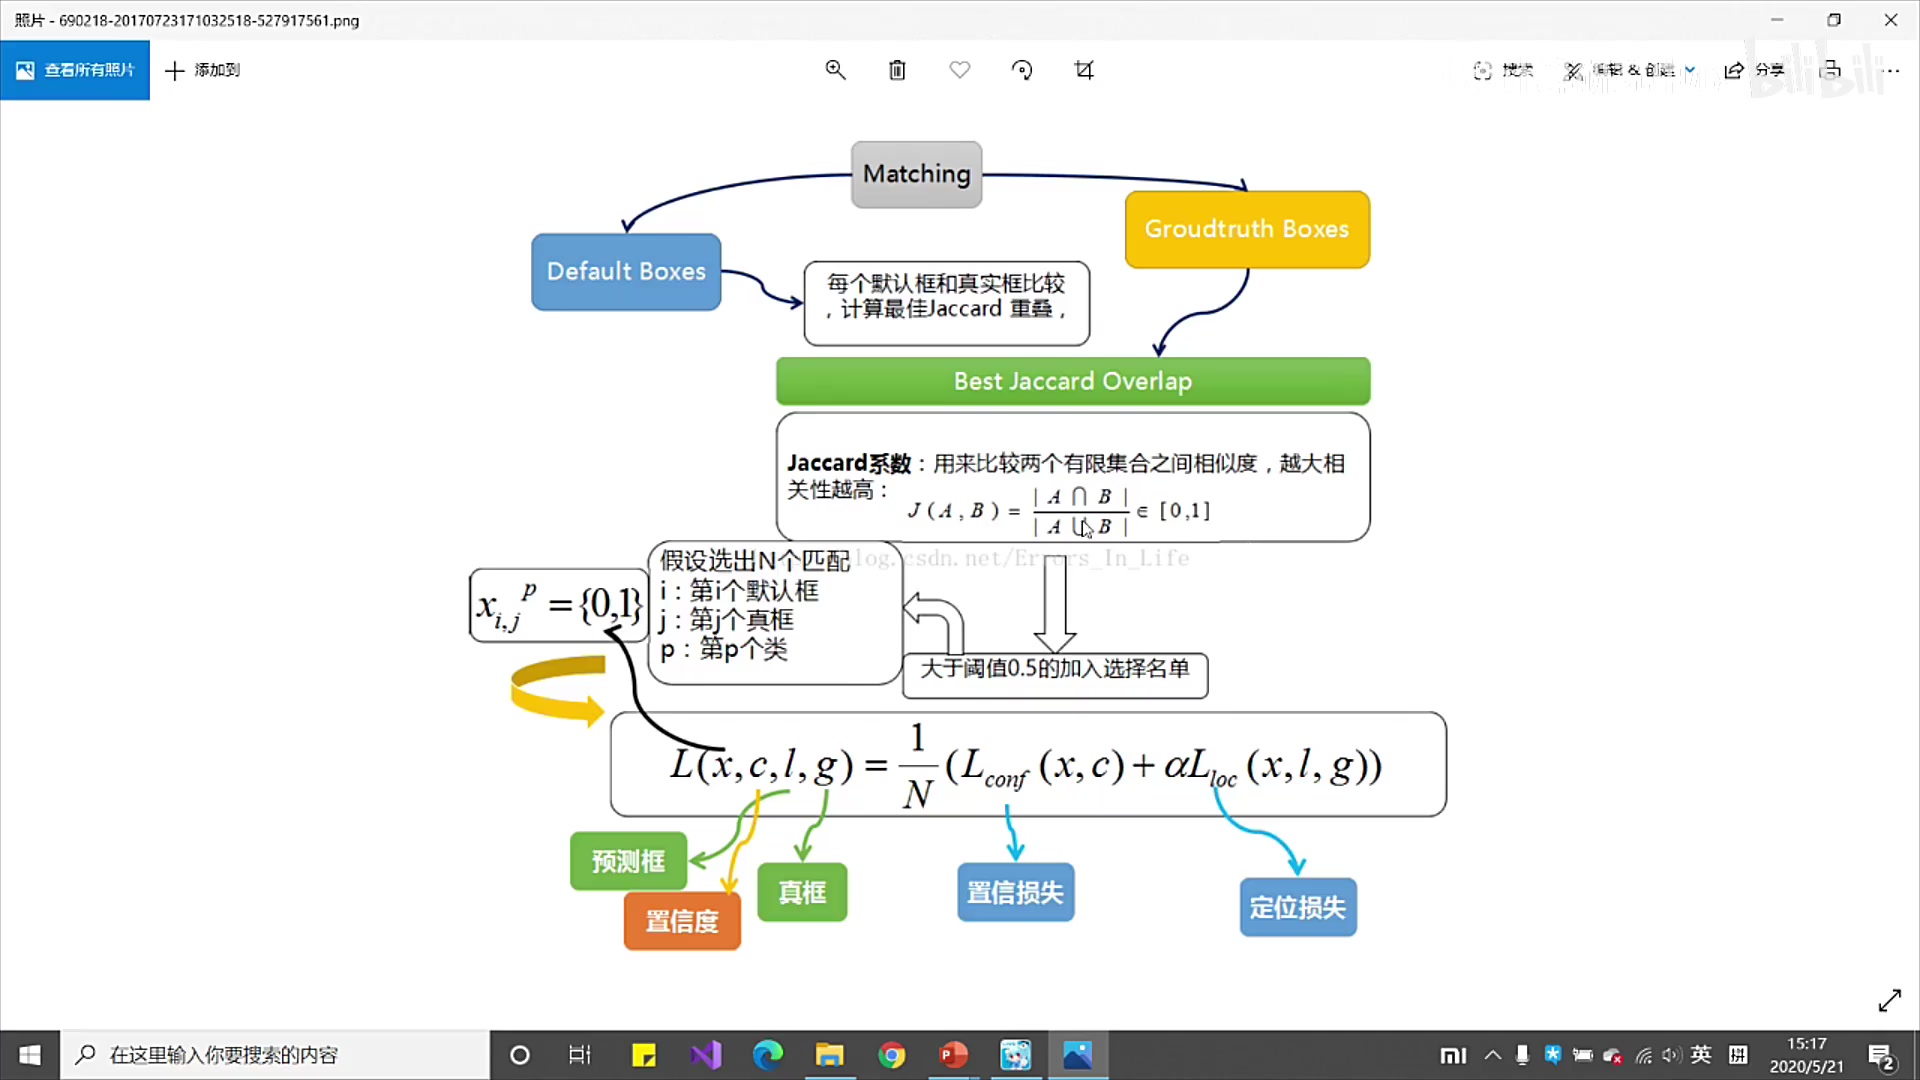 照片 - 690218-20170723171032518-527917561.png
查看所有照片
添加到
搜索
编辑 & 创建
分享
bilibili
Matching
Groudtruth Boxes
Default Boxes
每个默认框和真实框比较
，计算最佳Jaccard 重叠，
Best Jaccard Overlap
Jaccard系数：用来比较两个有限集合之间相似度，越大相
关性越高：
J ( A , B ) = | A ⋂ B | / | A ⋃ B | ∈ [ 0 ,1 ]
log.csdn.net/Errors_In_Life
假设选出N个匹配
i：第i个默认框
j：第j个真框
p：第p个类
x_{i,j}^p = {0,1}
大于阈值0.5的加入选择名单
L(x,c,l,g) = 1/N (L_{conf}(x,c) + αL_{loc}(x,l,g))
预测框
置信度
真框
置信损失
定位损失
在这里输入你要搜索的内容
英
拼
15:17
2020/5/21
2